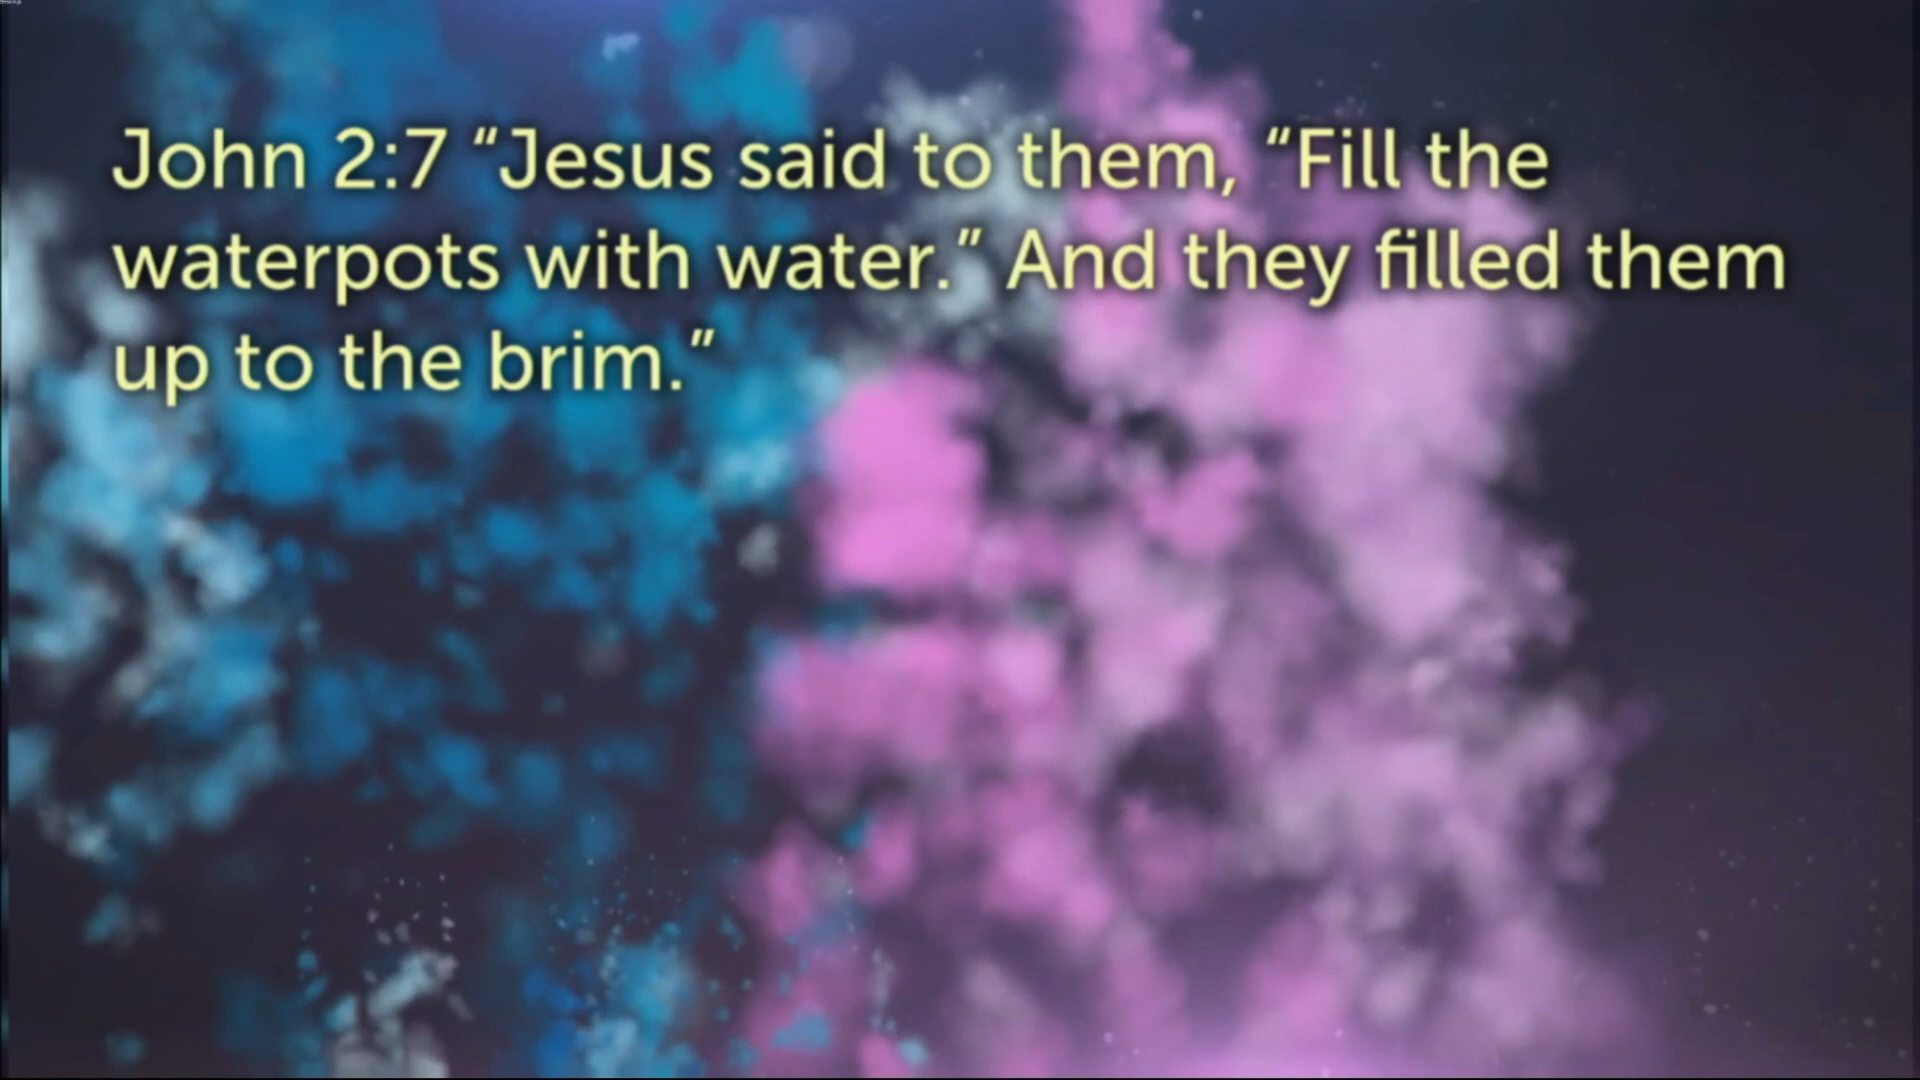 John 2:7 “Jesus said to them, “Fill the
waterpots with water.” And they filled them
up to the brim.”